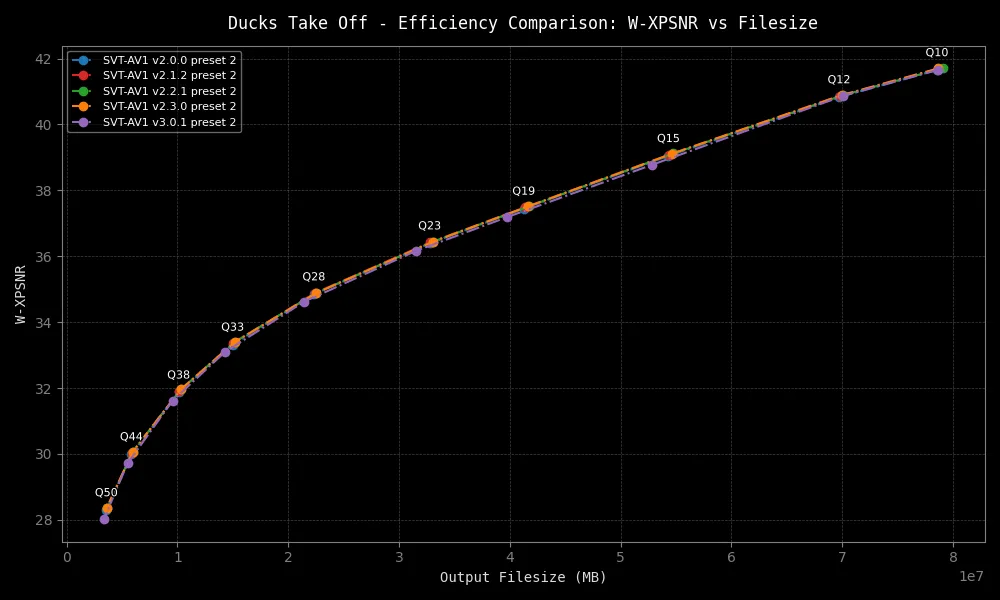 Ducks Take Off - Efficiency Comparison: W-XPSNR vs Filesize
SVT-AV1 v2.0.0 preset 2
SVT-AV1 v2.1.2 preset 2
SVT-AV1 v2.2.1 preset 2
SVT-AV1 v2.3.0 preset 2
SVT-AV1 v3.0.1 preset 2
Q10
Q12
Q15
Q19
Q23
Q28
Q33
Q38
Q44
Q50
W-XPSNR
42
40
38
36
34
32
30
28
0 1 2 3 4 5 6 7 8
1e7
Output Filesize (MB)